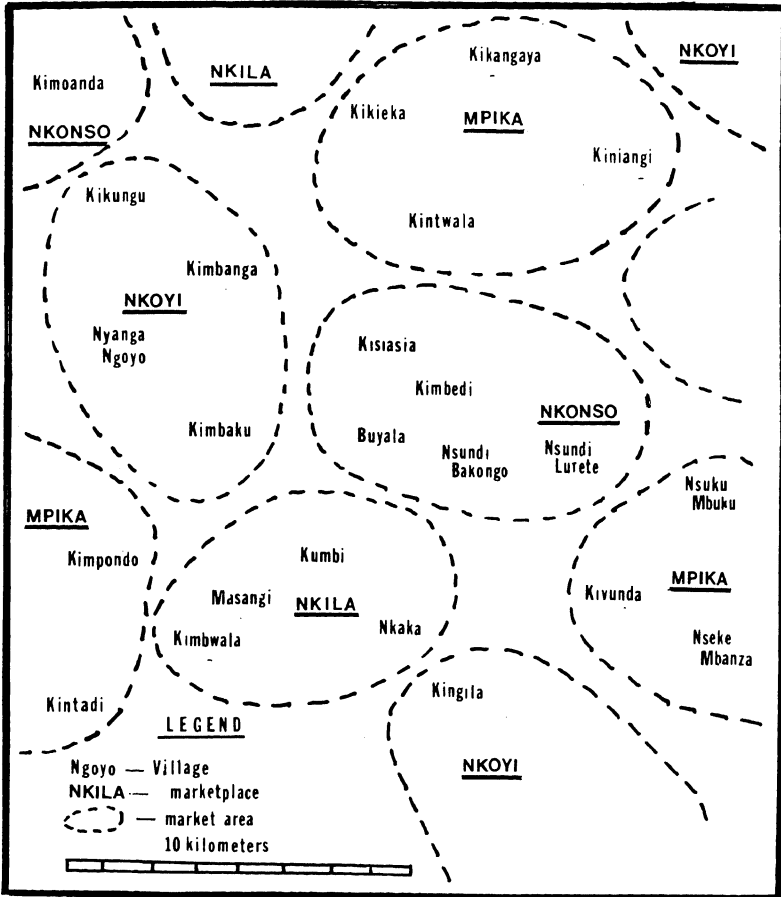 Kikangaya
NKOYI
NKILA
Kimoanda
Kikieka
MPIKA
NKONSO
Kiniangi
Kikungu
Kintwala
Kimbanga
NKOYI
Nyanga
Ngoyo
Kisiasia
Kimbedi
NKONSO
Kimbaku
Buyala
Nsundi
Bakongo
Nsundi
Lurete
Nsuku
Mbuku
MPIKA
Kimpondo
Kumbi
Masangi
NKILA
Kimbwala
Nkaka
Kivunda
MPIKA
Nseke
Mbanza
Kintadi
Kingila
LEGEND
NKOYI
Ngoyo — Village
NKILA — marketplace
— market area
10 kilometers